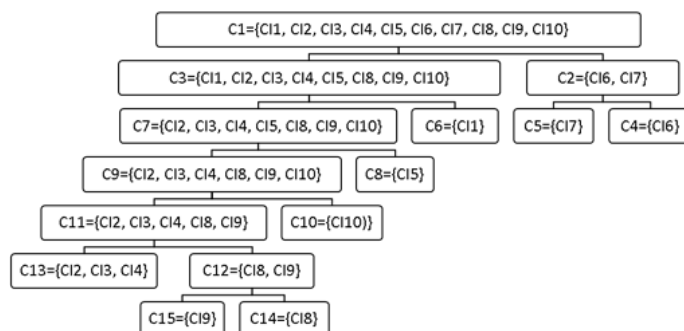 C1={CI1, CI2, CI3, CI4, CI5, CI6, CI7, CI8, CI9, CI10}
C3={CI1, CI2, CI3, CI4, CI5, CI8, CI9, CI10}
C2={CI6, CI7}
C7={CI2, CI3, CI4, CI5, CI8, CI9, CI10}
C6={CI1}
C5={CI7}
C4={CI6}
C9={CI2, CI3, CI4, CI8, CI9, CI10}
C8={CI5}
C11={CI2, CI3, CI4, CI8, CI9}
C10={CI10)}
C13={CI2, CI3, CI4}
C12={CI8, CI9}
C15={CI9}
C14={CI8}